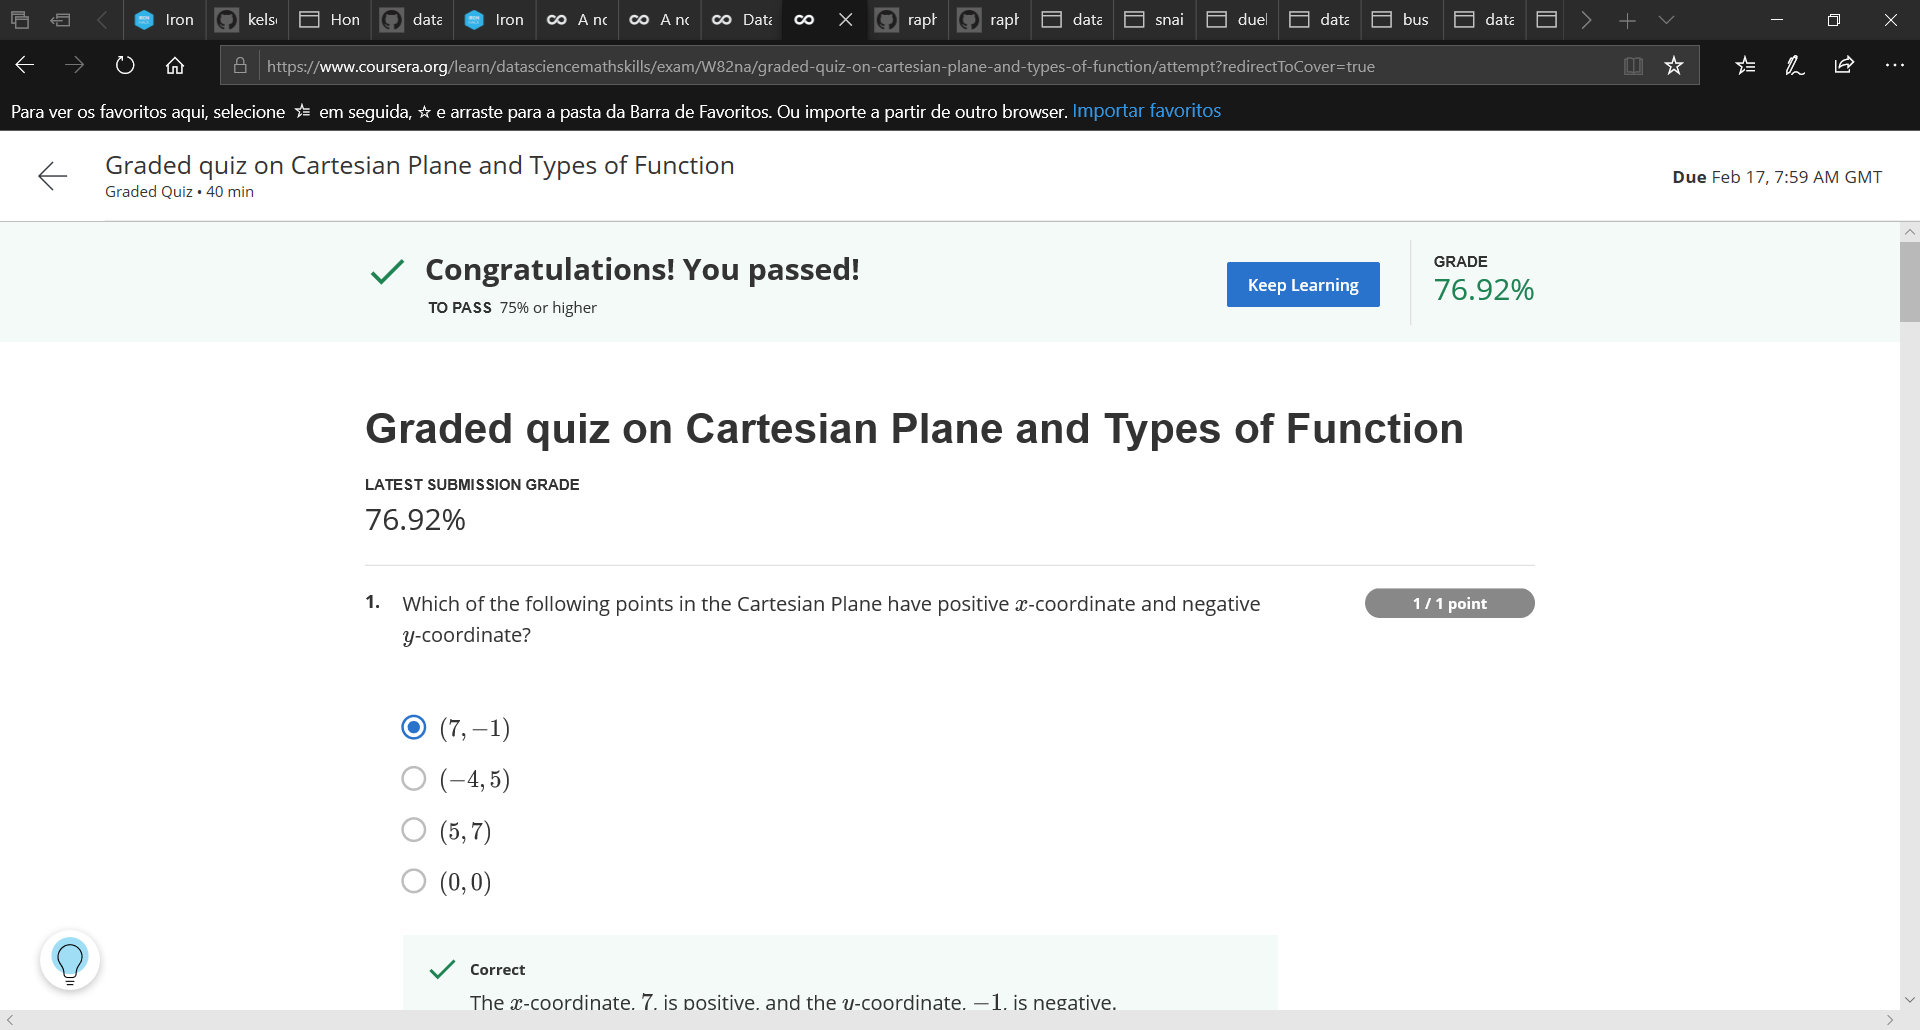 Iron
kels
Hon
data
Iron
A no
A no
Data
raph
raph
data
snai
duel
data
bus
data
https://www.coursera.org/learn/datasciencemathskills/exam/W82na/graded-quiz-on-cartesian-plane-and-types-of-function/attempt?redirectToCover=true
Para ver os favoritos aqui, selecione em seguida, e arraste para a pasta da Barra de Favoritos. Ou importe a partir de outro browser. Importar favoritos
Graded quiz on Cartesian Plane and Types of Function
Graded Quiz • 40 min
Due Feb 17, 7:59 AM GMT
Congratulations! You passed!
TO PASS 75% or higher
Keep Learning
GRADE
76.92%
Graded quiz on Cartesian Plane and Types of Function
LATEST SUBMISSION GRADE
76.92%
1. Which of the following points in the Cartesian Plane have positive x-coordinate and negative
y-coordinate?
1 / 1 point
(7, −1)
(−4, 5)
(5, 7)
(0, 0)
Correct
The x-coordinate, 7, is positive, and the y-coordinate, −1, is negative.